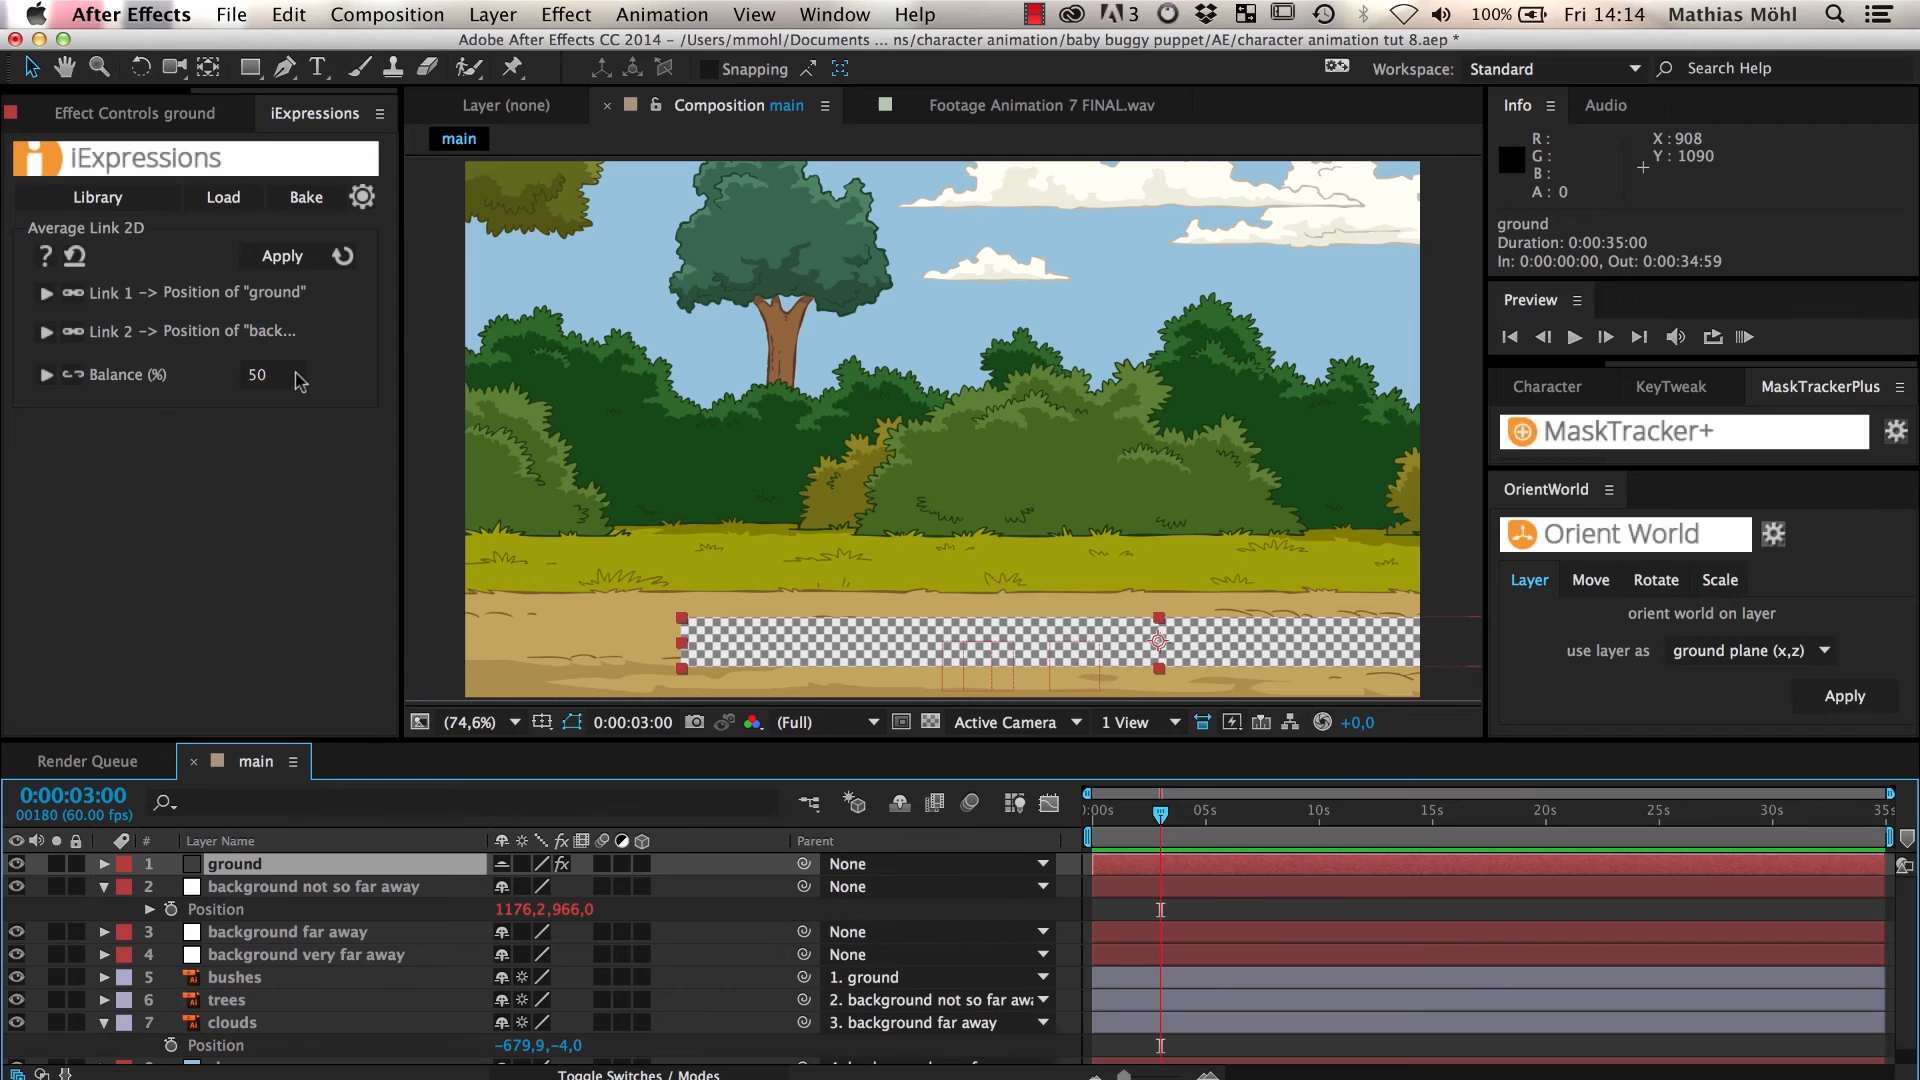 After Effects File Edit Composition Layer Effect Animation View Window Help 3 100% Fri 14:14 Mathias Möhl
Adobe After Effects CC 2014 – /Users/mmohl/Documents ... ns/character animation/baby buggy puppet/AE/character animation tut 8.aep *
Snapping Workspace: Standard Search Help
Effect Controls ground iExpressions
Layer (none) × Composition main Footage Animation 7 FINAL.wav
Info Audio
main
iExpressions
Library Load Bake
Average Link 2D
? Apply
Link 1 -> Position of "ground"
Link 2 -> Position of "back...
Balance (%) 50
R :
G :
B :
A : 0
X : 908
Y : 1090
ground
Duration: 0:00:35:00
In: 0:00:00:00, Out: 0:00:34:59
Preview
Character KeyTweak MaskTrackerPlus
MaskTracker+
OrientWorld
Orient World
Layer Move Rotate Scale
orient world on layer
use layer as ground plane (x,z)
Apply
(74,6%) 0:00:03:00 (Full) Active Camera 1 View +0,0
Render Queue × main
0:00:03:00
00180 (60.00 fps)
05s 10s 15s 20s 25s 30s 35s
# Layer Name fx Parent
1 ground fx None
2 background not so far away None
Position 1176,2,966,0
3 background far away None
4 background very far away None
5 bushes 1. ground
6 trees 2. background not so far awa
7 clouds 3. background far away
Position -679,9,-4,0
Toggle Switches / Modes